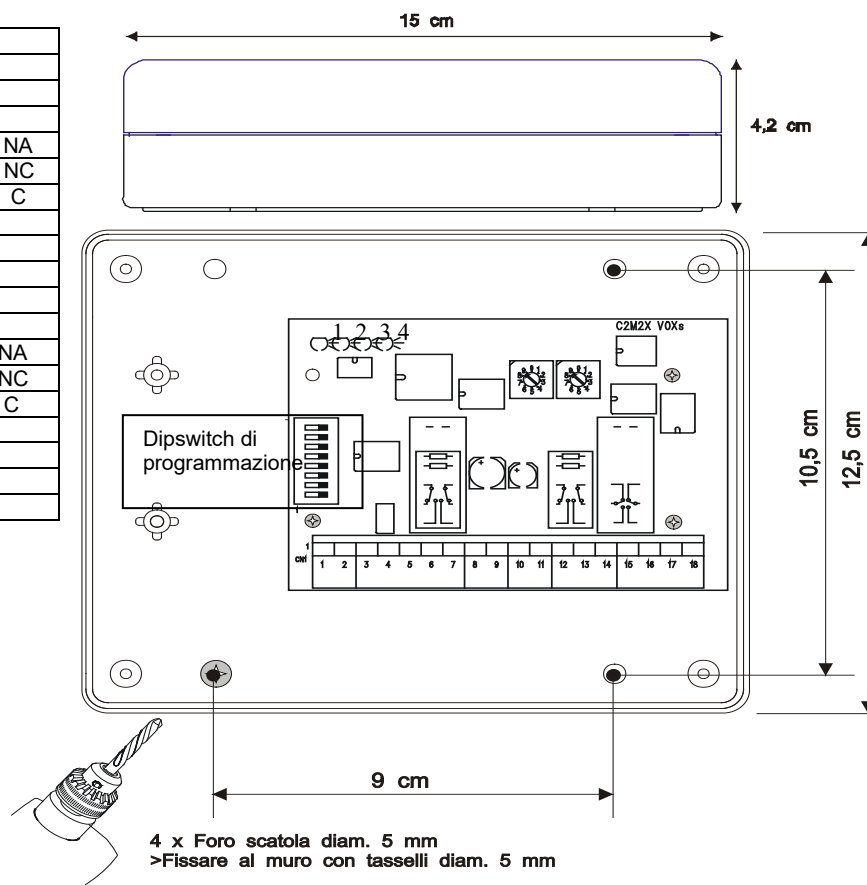 15 cm
4,2 cm
NA
NC
C
NA
NC
C
1 2 3 4
C2M2X VOXs
Dipswitch di
programmazione
1
1
CN1
1 2 3 4 5 6 7 8 9 10 11 12 13 14 15 16 17 18
10,5 cm
12,5 cm
9 cm
4 x Foro scatola diam. 5 mm
>Fissare al muro con tasselli diam. 5 mm